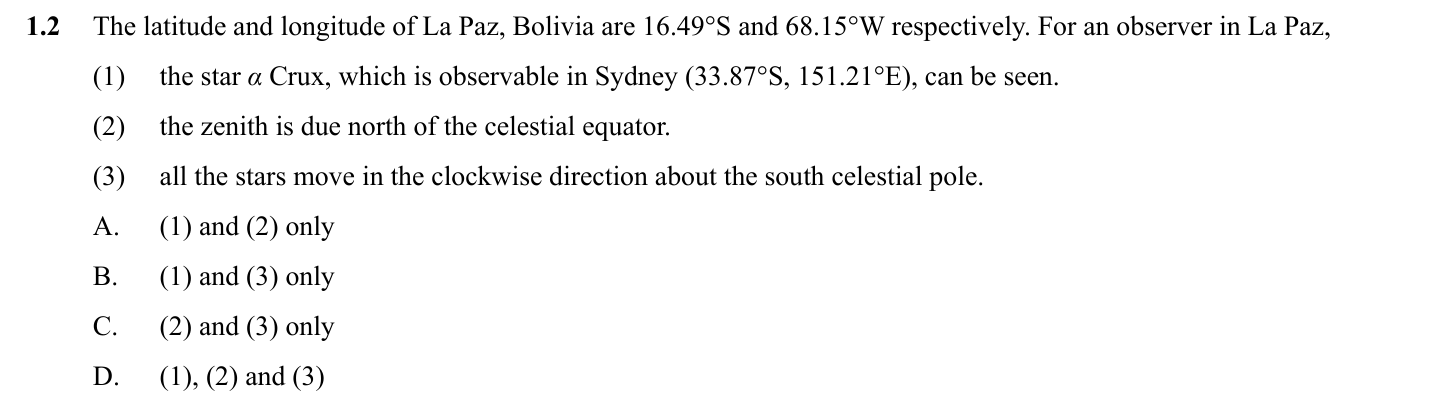 1.2 The latitude and longitude of La Paz, Bolivia are 16.49°S and 68.15°W respectively. For an observer in La Paz,
(1) the star α Crux, which is observable in Sydney (33.87°S, 151.21°E), can be seen.
(2) the zenith is due north of the celestial equator.
(3) all the stars move in the clockwise direction about the south celestial pole.
A. (1) and (2) only
B. (1) and (3) only
C. (2) and (3) only
D. (1), (2) and (3)